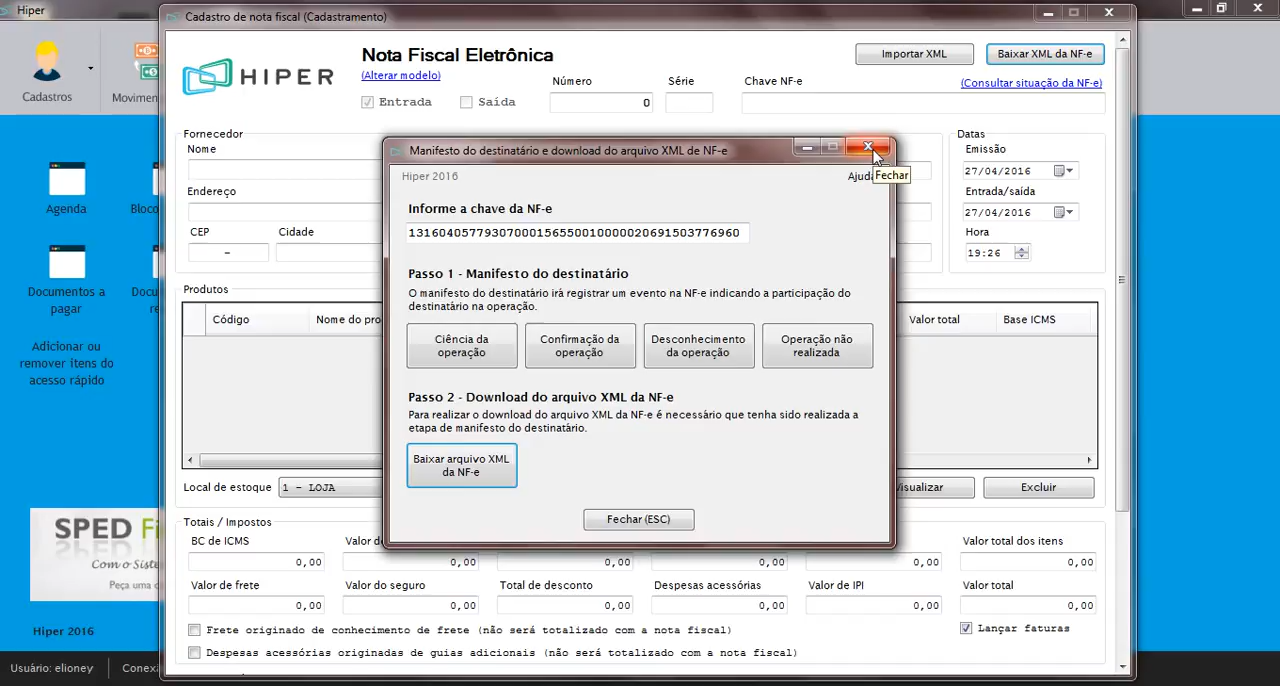 Hiper
Cadastro de nota fiscal (Cadastramento)
Cadastros
HIPER
Nota Fiscal Eletrônica
(Alterar modelo)
Entrada
Saída
Importar XML
Baixar XML da NF-e
Número
Série
Chave NF-e
(Consultar situação da NF-e)
0
Fornecedor
Nome
Endereço
CEP
Cidade
-
Datas
Emissão
27/04/2016
Entrada/saída
27/04/2016
Hora
19:26
Manifesto do destinatário e download do arquivo XML de NF-e
Hiper 2016
Fechar
Informe a chave da NF-e
13160405779307000156550010000020691503776960
Passo 1 - Manifesto do destinatário
O manifesto do destinatário irá registrar um evento na NF-e indicando a participação do
destinatário na operação.
Ciência da
operação
Confirmação da
operação
Desconhecimento
da operação
Operação não
realizada
Passo 2 - Download do arquivo XML da NF-e
Para realizar o download do arquivo XML da NF-e é necessário que tenha sido realizada a
etapa de manifesto do destinatário.
Baixar arquivo XML
da NF-e
Fechar (ESC)
Agenda
Documentos a
pagar
Adicionar ou
remover itens do
acesso rápido
Produtos
Código
Nome do
Valor total
Base ICMS
Local de estoque
1 - LOJA
Visualizar
Excluir
Totais / Impostos
BC de ICMS
Valor
Valor total dos itens
0,00
0,00
0,00
0,00
0,00
0,00
Valor de frete
Valor do seguro
Total de desconto
Despesas acessórias
Valor de IPI
Valor total
0,00
0,00
0,00
0,00
0,00
0,00
Frete originado de conhecimento de frete (não será totalizado com a nota fiscal)
Lançar faturas
Despesas acessórias originadas de guias adicionais (não será totalizado com a nota fiscal)
SPED
Com o
Peça uma
Hiper 2016
Usuário: elioney